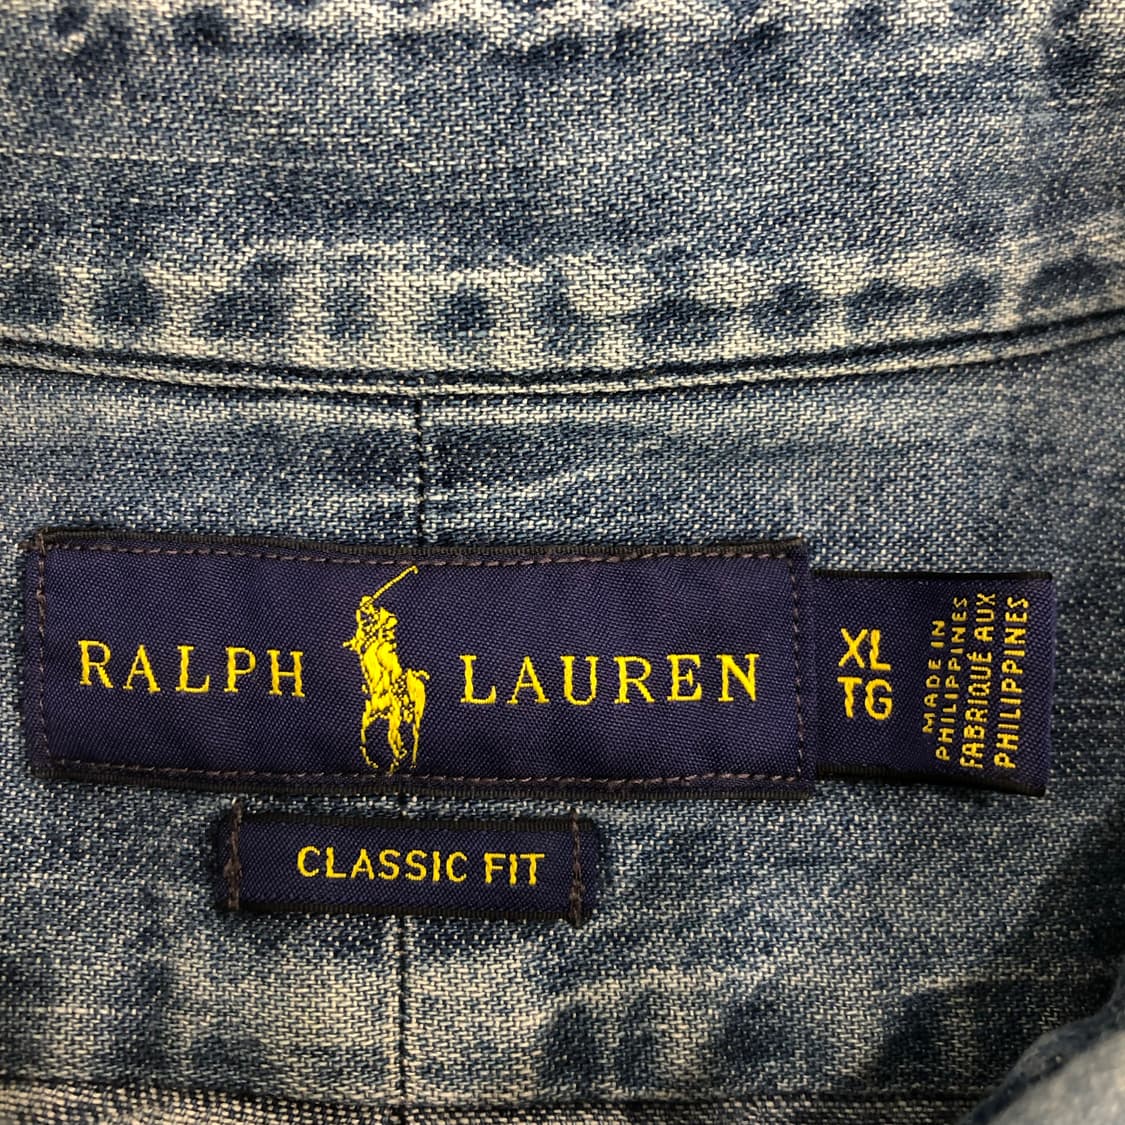 RALPH LAUREN
XL
TG
MADE IN
PHILIPPINES
FABRIQUÉ AUX
PHILIPPINES
CLASSIC FIT